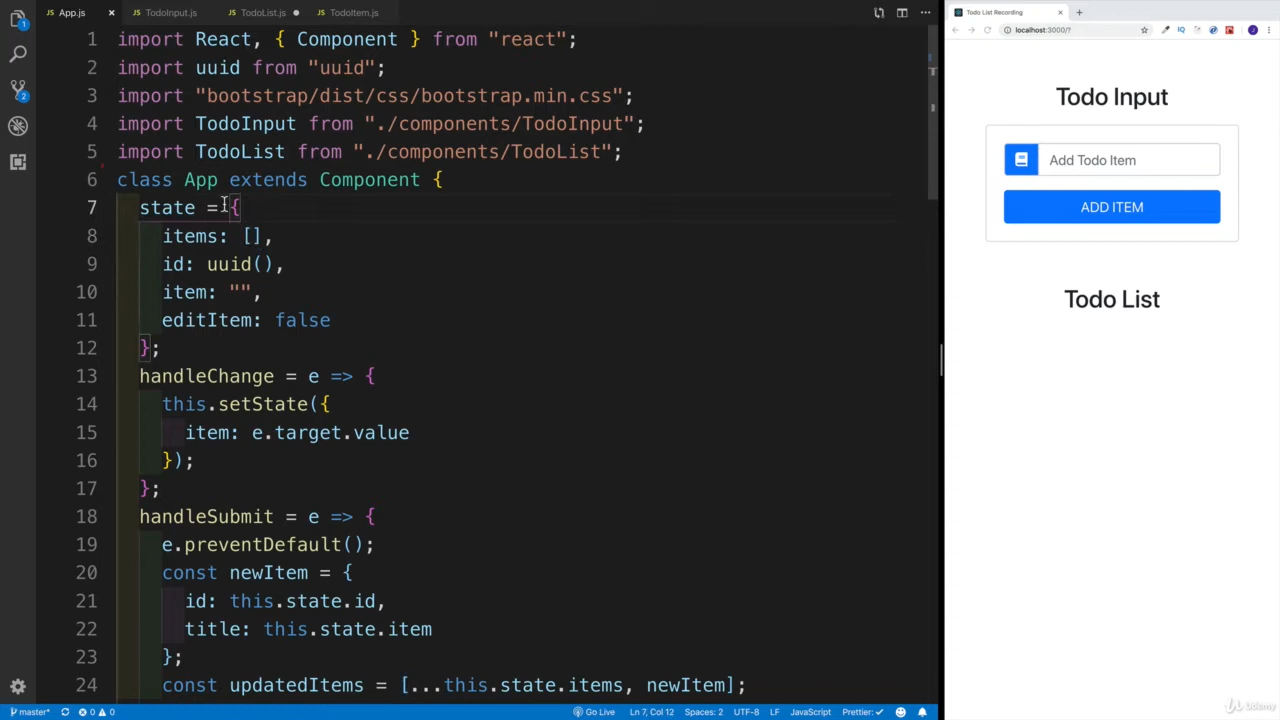 App.js
TodoInput.js
TodoList.js
TodoItem.js
1 import React, { Component } from "react";
2 import uuid from "uuid";
3 import "bootstrap/dist/css/bootstrap.min.css";
4 import TodoInput from "./components/TodoInput";
5 import TodoList from "./components/TodoList";
6 class App extends Component {
7 state = {
8 items: [],
9 id: uuid(),
10 item: "",
11 editItem: false
12 };
13 handleChange = e => {
14 this.setState({
15 item: e.target.value
16 });
17 };
18 handleSubmit = e => {
19 e.preventDefault();
20 const newItem = {
21 id: this.state.id,
22 title: this.state.item
23 };
24 const updatedItems = [...this.state.items, newItem];
1
2
master* 0 0 Go Live Ln 7, Col 12 Spaces: 2 UTF-8 LF JavaScript Prettier: ✓
Todo List Recording
localhost:3000/?
IQ
J
Todo Input
Add Todo Item
ADD ITEM
Todo List
udemy